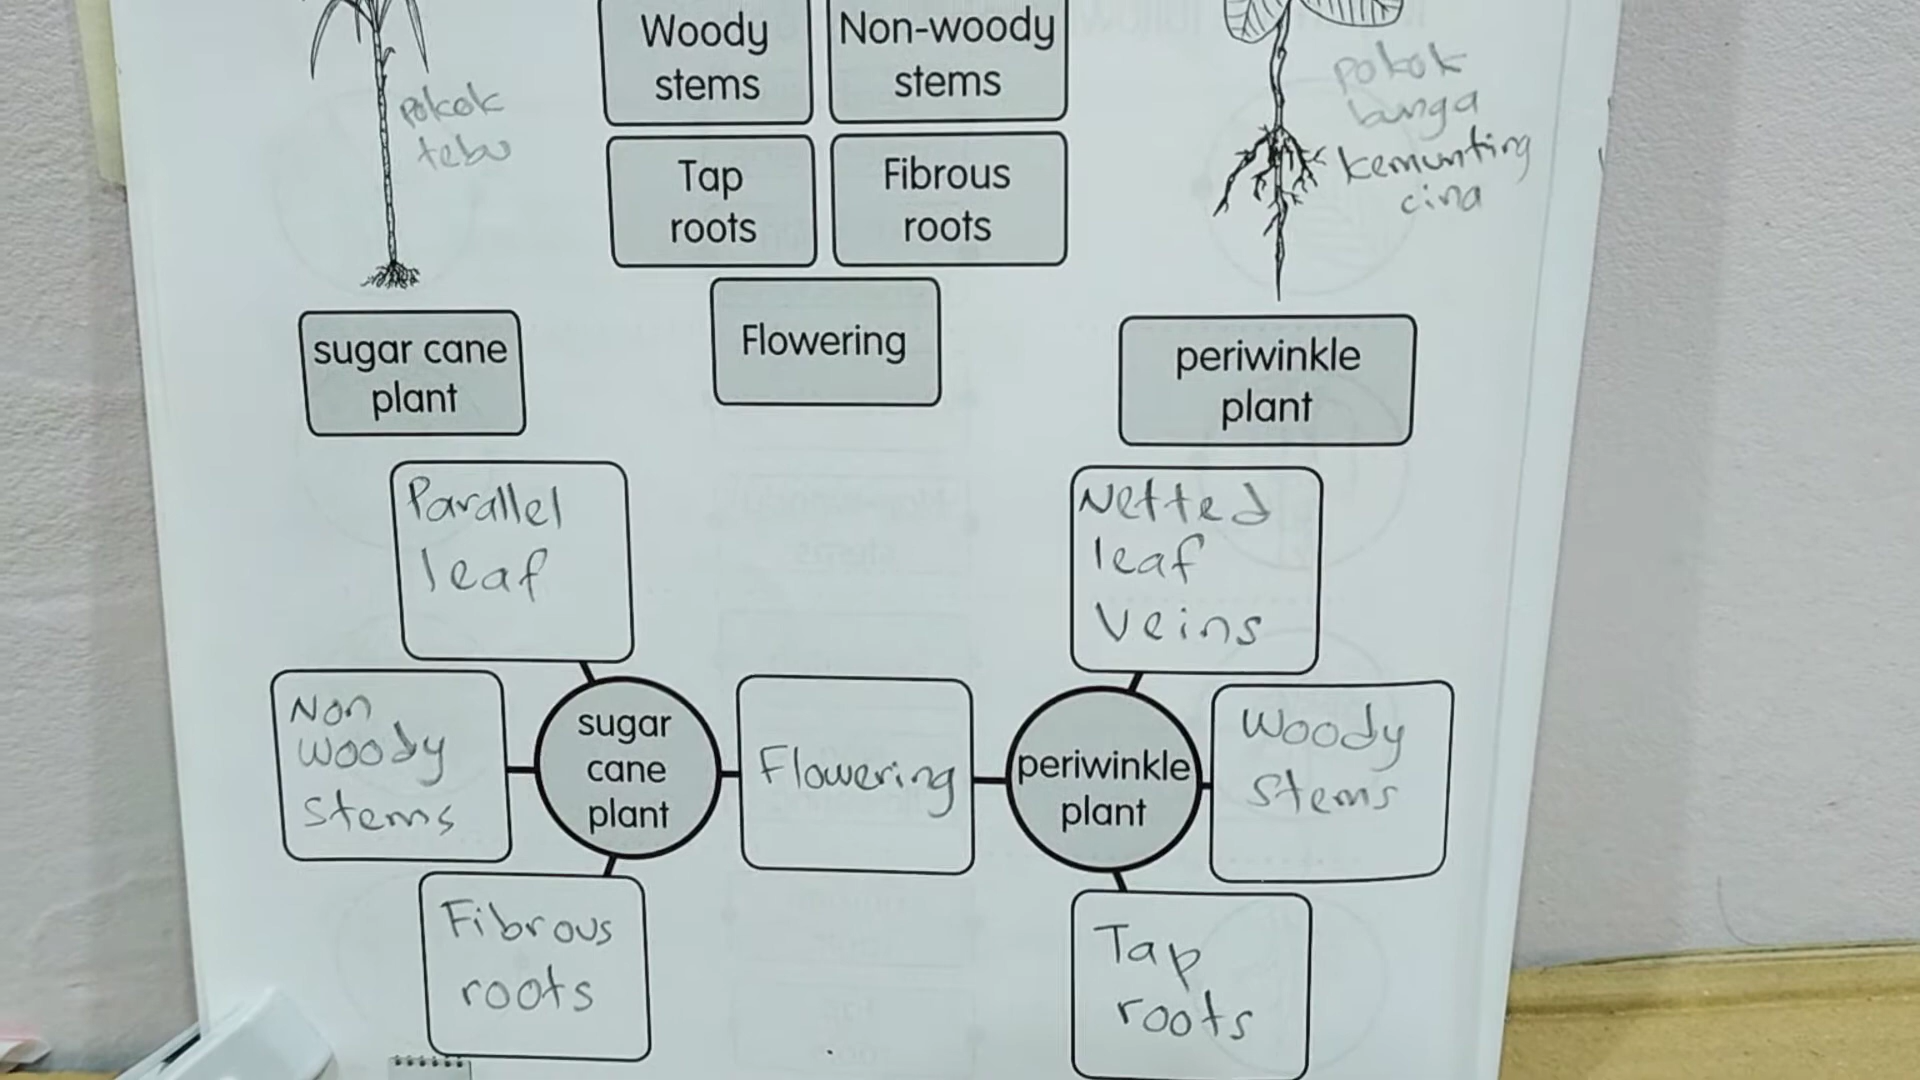 Woody
stems
Non-woody
stems
pokok
tebu
pokok
bunga
kemunting
cina
Tap
roots
Fibrous
roots
sugar cane
plant
Flowering
periwinkle
plant
Parallel
leaf
Netted
leaf
veins
Non
woody
stems
sugar
cane
plant
Flowering
periwinkle
plant
Woody
stems
Fibrous
roots
Tap
roots